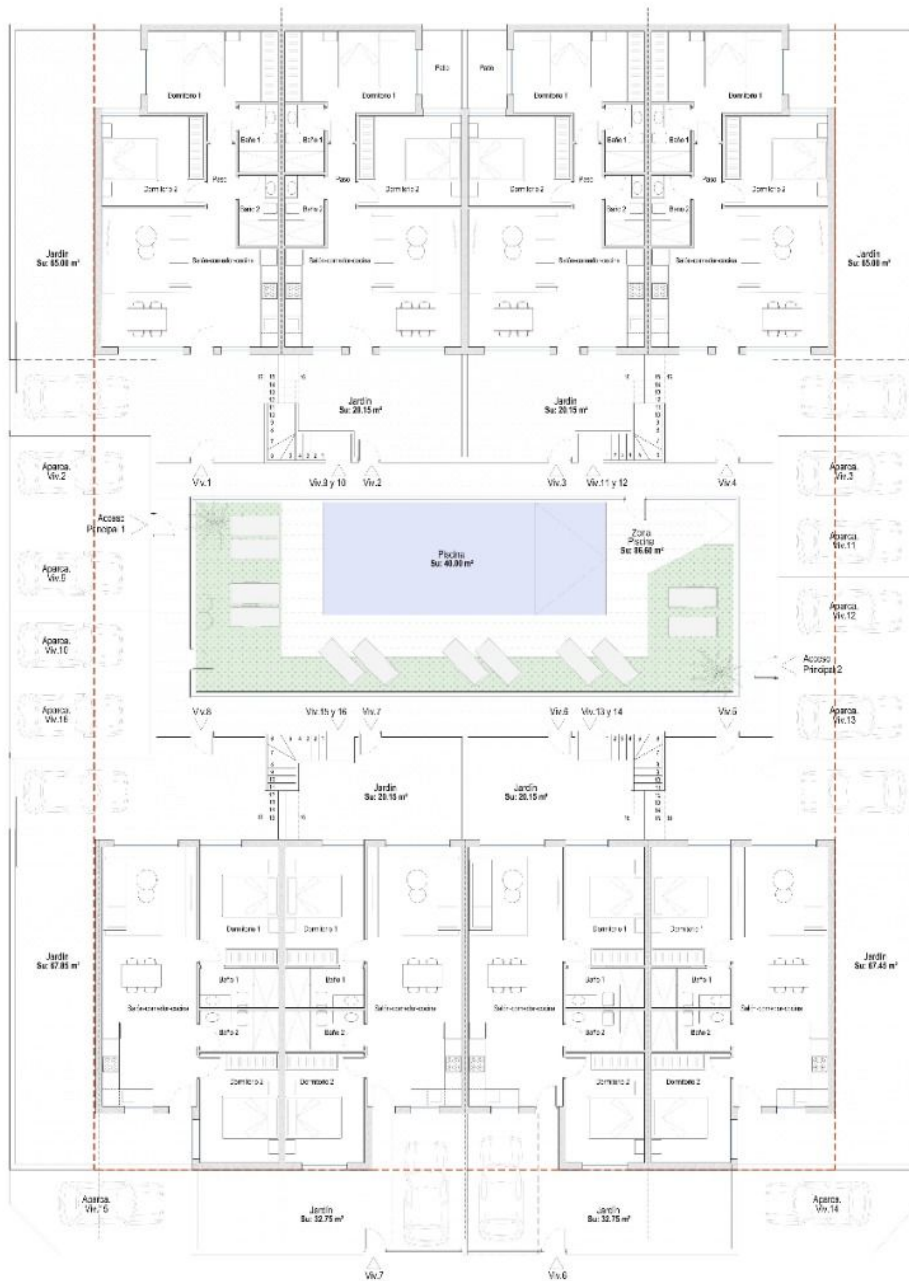 Patio
Patio
Dormitorio 1
Dormitorio 1
Dormitorio 1
Dormitorio 1
Baño 1
Baño 1
Baño 1
Baño 1
Dormitorio 2
Paso
Paso
Dormitorio 2
Dormitorio 2
Paso
Paso
Dormitorio 2
Baño 2
Baño 2
Baño 2
Baño 2
Jardín
Su: 65.00 m²
Salón-comedor-cocina
Salón-comedor-cocina
Salón-comedor-cocina
Salón-comedor-cocina
Jardín
Su: 65.00 m²
Jardín
Su: 20.15 m²
Jardín
Su: 20.15 m²
Aparca.
Viv.2
Viv.1
Viv.9 y 10
Viv.2
Viv.3
Viv.11 y 12
Viv.4
Aparca.
Viv.3
Acceso
Principal 1
Piscina
Su: 40.00 m²
Zona
Piscina
Su: 86.60 m²
Aparca.
Viv.11
Aparca.
Viv.9
Aparca.
Viv.12
Aparca.
Viv.10
Acceso
Principal 2
Aparca.
Viv.16
Viv.8
Viv.15 y 16
Viv.7
Viv.6
Viv.13 y 14
Viv.5
Aparca.
Viv.13
Jardín
Su: 20.15 m²
Jardín
Su: 20.15 m²
Dormitorio 1
Dormitorio 1
Dormitorio 1
Dormitorio 1
Jardín
Su: 67.85 m²
Baño 1
Baño 1
Baño 1
Baño 1
Jardín
Su: 67.45 m²
Salón-comedor-cocina
Salón-comedor-cocina
Salón-comedor-cocina
Salón-comedor-cocina
Baño 2
Baño 2
Baño 2
Baño 2
Dormitorio 2
Dormitorio 2
Dormitorio 2
Dormitorio 2
Aparca.
Viv.15
Jardín
Su: 32.75 m²
Jardín
Su: 32.75 m²
Aparca.
Viv.14
Viv.7
Viv.6